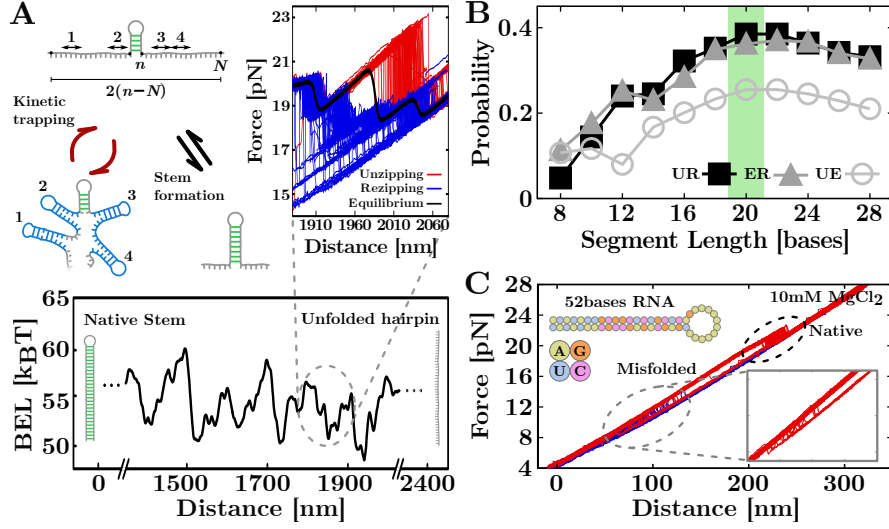 A
1
2
3
4
n
N
2(n−N)
Kinetic
trapping
Stem
formation
1
2
3
4
Force [pN]
23
21
20
18
17
15
14
Unzipping
Rezipping
Equilibrium
1910
1960
2010
2060
Distance [nm]
BEL [kBT]
65
60
55
50
Native Stem
Unfolded hairpin
0
1500
1700
1900
2400
Distance [nm]
B
Probability
0.4
0.2
0
UR
ER
UE
8
12
16
20
24
28
Segment Length [bases]
C
Force [pN]
28
24
20
16
12
8
4
52bases RNA
10mM MgCl2
A G
U C
Native
Misfolded
0
100
200
300
Distance [nm]